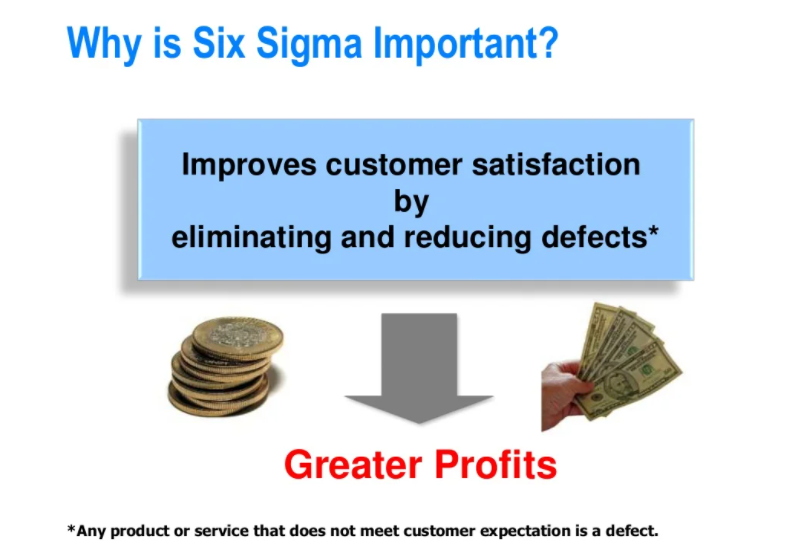 Why is Six Sigma Important?
Improves customer satisfaction
by
eliminating and reducing defects*
Greater Profits
*Any product or service that does not meet customer expectation is a defect.